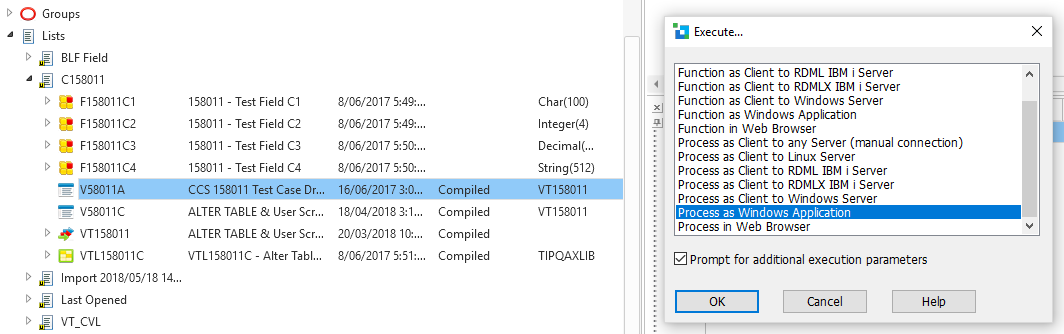 Groups
Lists
BLF Field
C158011
F158011C1 158011 - Test Field C1 8/06/2017 5:49:... Char(100)
F158011C2 158011 - Test Field C2 8/06/2017 5:49:... Integer(4)
F158011C3 158011 - Test Field C3 8/06/2017 5:50:... Decimal(...
F158011C4 158011 - Test Field C4 8/06/2017 5:50:... String(512)
V58011A CCS 158011 Test Case Dr... 16/06/2017 3:0... Compiled VT158011
V58011C ALTER TABLE & User Scr... 18/04/2018 3:1... Compiled VT158011
VT158011 ALTER TABLE & User Scr... 20/03/2018 10:... Compiled
VTL158011C VTL158011C - Alter Tabl... 8/06/2017 5:51:... Compiled TIPQAXLIB
Import 2018/05/18 14...
Last Opened
VT_CVL
Execute...
Function as Client to RDML IBM i Server
Function as Client to RDMLX IBM i Server
Function as Client to Windows Server
Function as Windows Application
Function in Web Browser
Process as Client to any Server (manual connection)
Process as Client to Linux Server
Process as Client to RDML IBM i Server
Process as Client to RDMLX IBM i Server
Process as Client to Windows Server
Process as Windows Application
Process in Web Browser
Prompt for additional execution parameters
OK Cancel Help